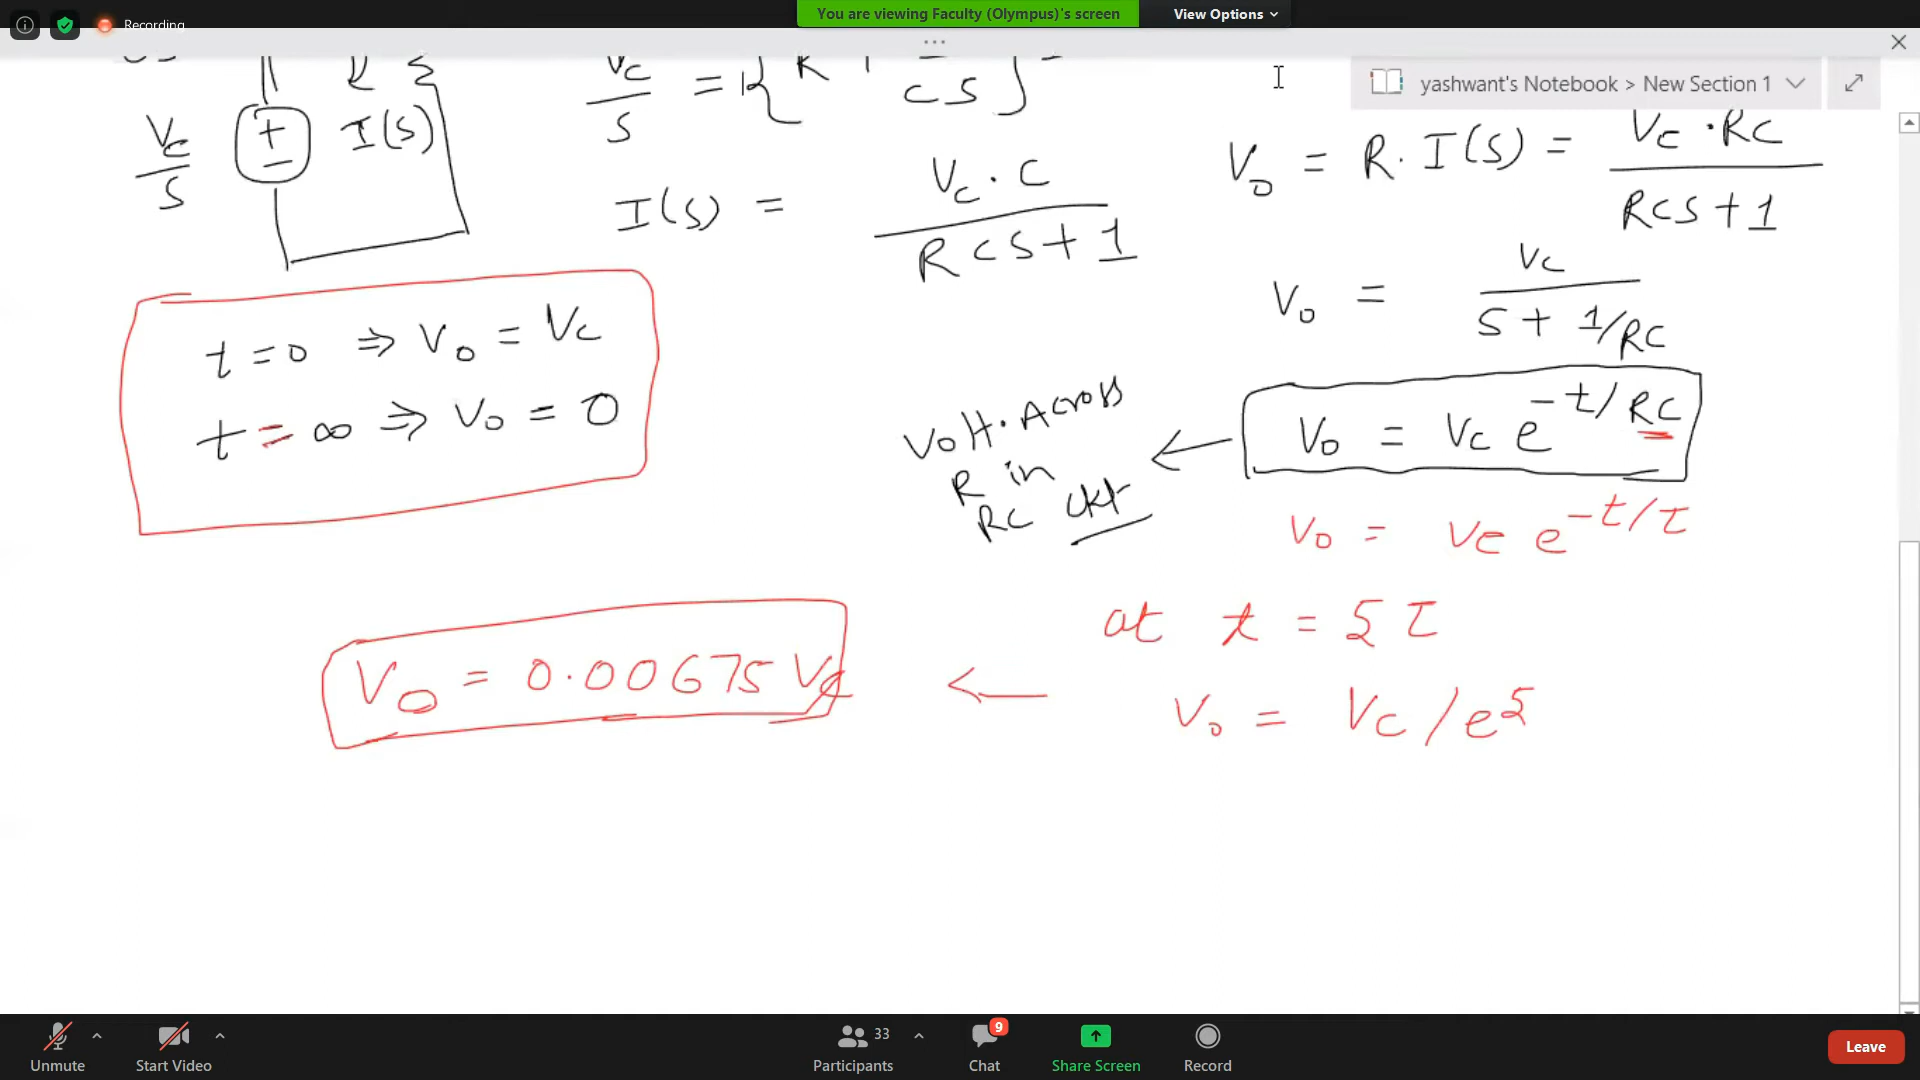 Recording
You are viewing Faculty (Olympus)'s screen
View Options
yashwant's Notebook > New Section 1
Vc/s
+
−
R
I(s)
Vc/s = { R + 1/cs }
I(s) = Vc·C / RCS+1
Vo = R·I(s) = Vc·RC / RCS+1
Vo = Vc / S+1/RC
t=0 ⇒ Vo = Vc
t=∞ ⇒ Vo = 0
Vo = Vc e^-t/RC
Volt. Across
R in
RC ckt
Vo = Vc e^-t/τ
at t = 5τ
Vo = Vc/e^5
Vo = 0.00675 Vc
Unmute
Start Video
33
Participants
9
Chat
Share Screen
Record
Leave